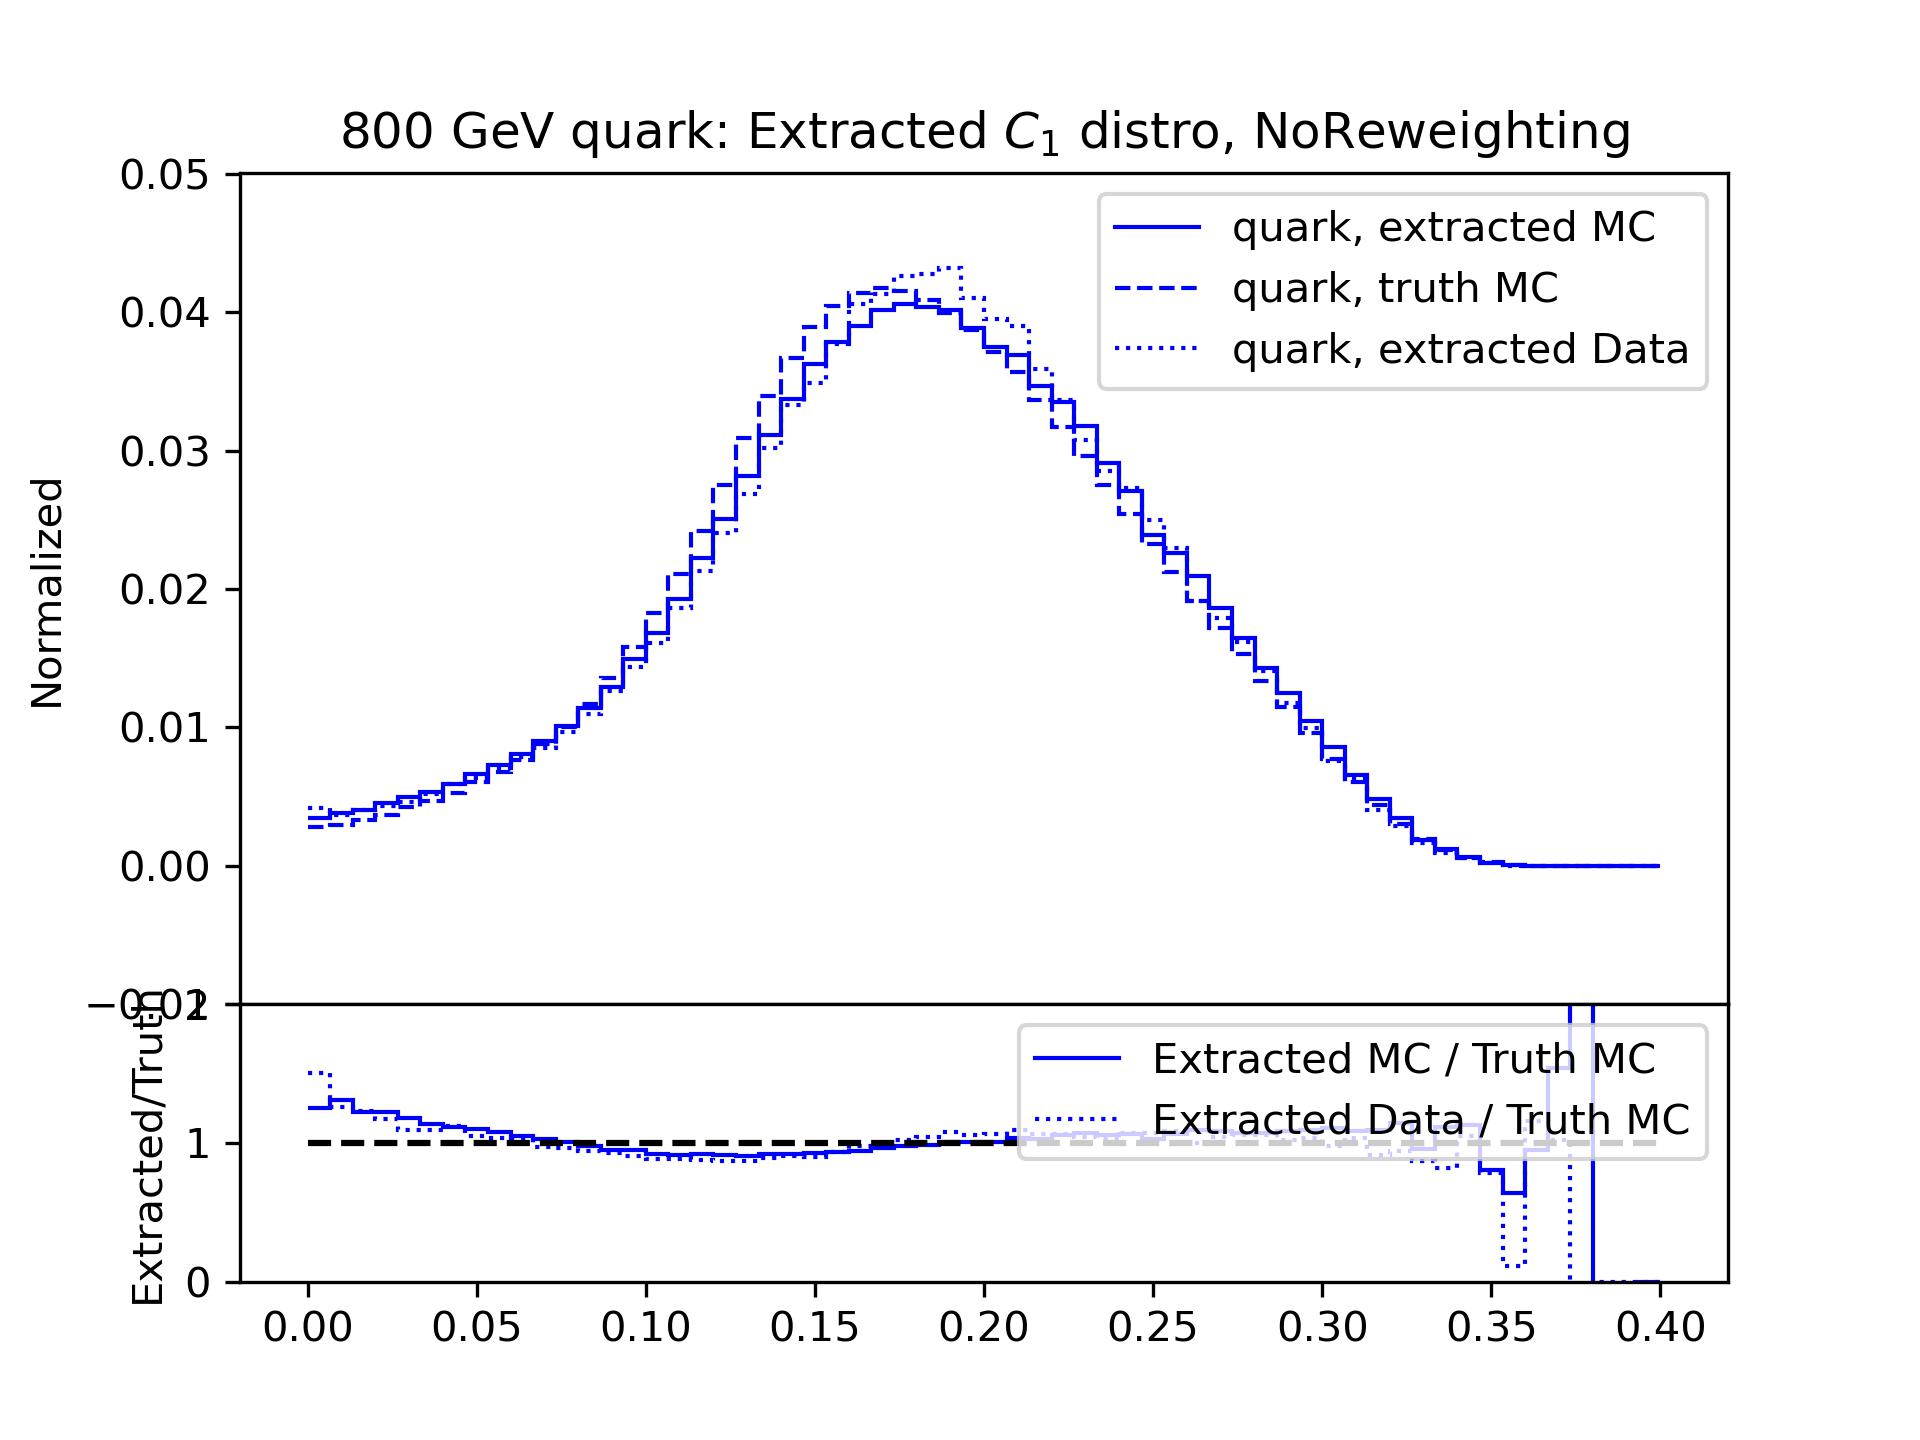 800 GeV quark: Extracted C1 distro, NoReweighting
0.05
0.04
0.03
0.02
0.01
0.00
−0.01
Normalized
quark, extracted MC
quark, truth MC
quark, extracted Data
2
1
0
Extracted/Truth
Extracted MC / Truth MC
Extracted Data / Truth MC
0.00 0.05 0.10 0.15 0.20 0.25 0.30 0.35 0.40